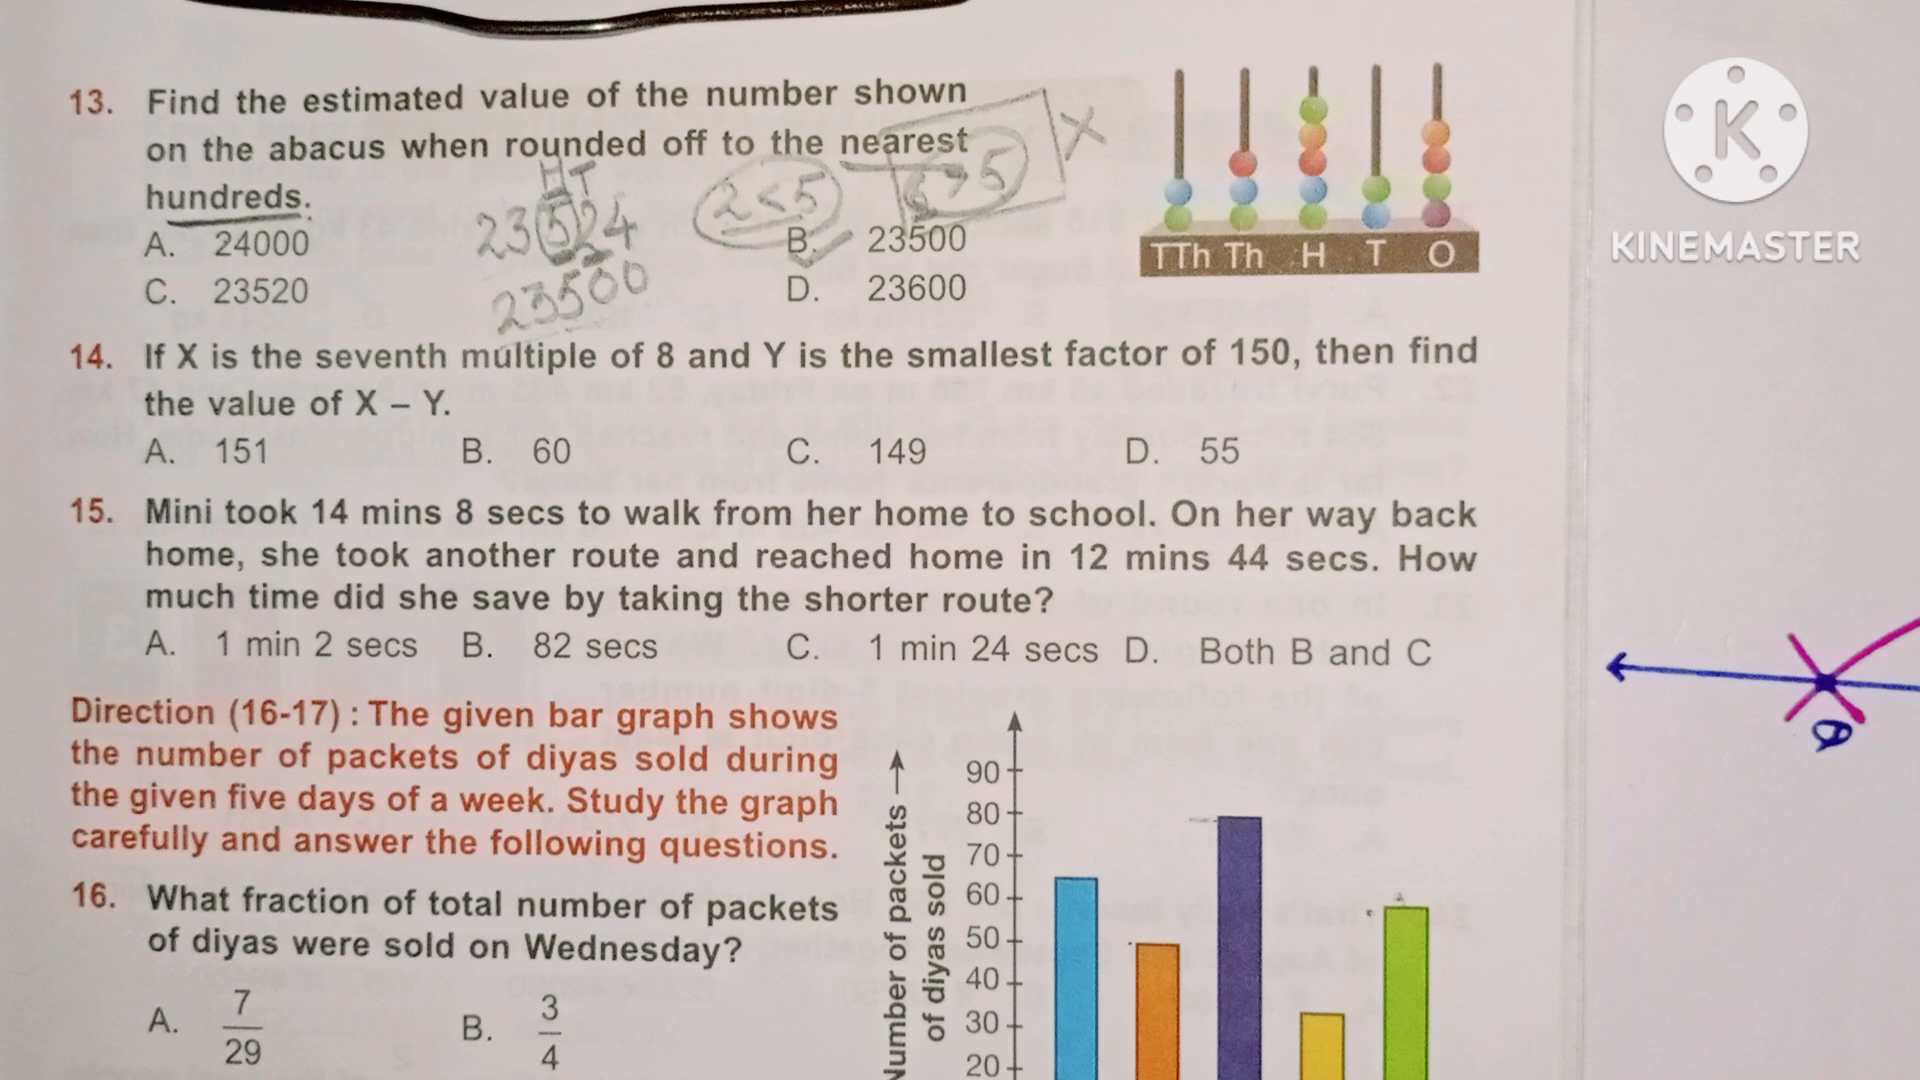 13. Find the estimated value of the number shown
on the abacus when rounded off to the nearest
hundreds.
HT
23524
2<5
>5
X
A. 24000
B. 23500
23500
C. 23520
D. 23600
TTh Th H T O
14. If X is the seventh multiple of 8 and Y is the smallest factor of 150, then find
the value of X – Y.
A. 151 B. 60 C. 149 D. 55
15. Mini took 14 mins 8 secs to walk from her home to school. On her way back
home, she took another route and reached home in 12 mins 44 secs. How
much time did she save by taking the shorter route?
A. 1 min 2 secs B. 82 secs C. 1 min 24 secs D. Both B and C
Direction (16-17) : The given bar graph shows
the number of packets of diyas sold during
the given five days of a week. Study the graph
carefully and answer the following questions.
16. What fraction of total number of packets
of diyas were sold on Wednesday?
A. 7/29 B. 3/4
Number of packets
of diyas sold
90
80
70
60
50
40
30
20
K
KINEMASTER